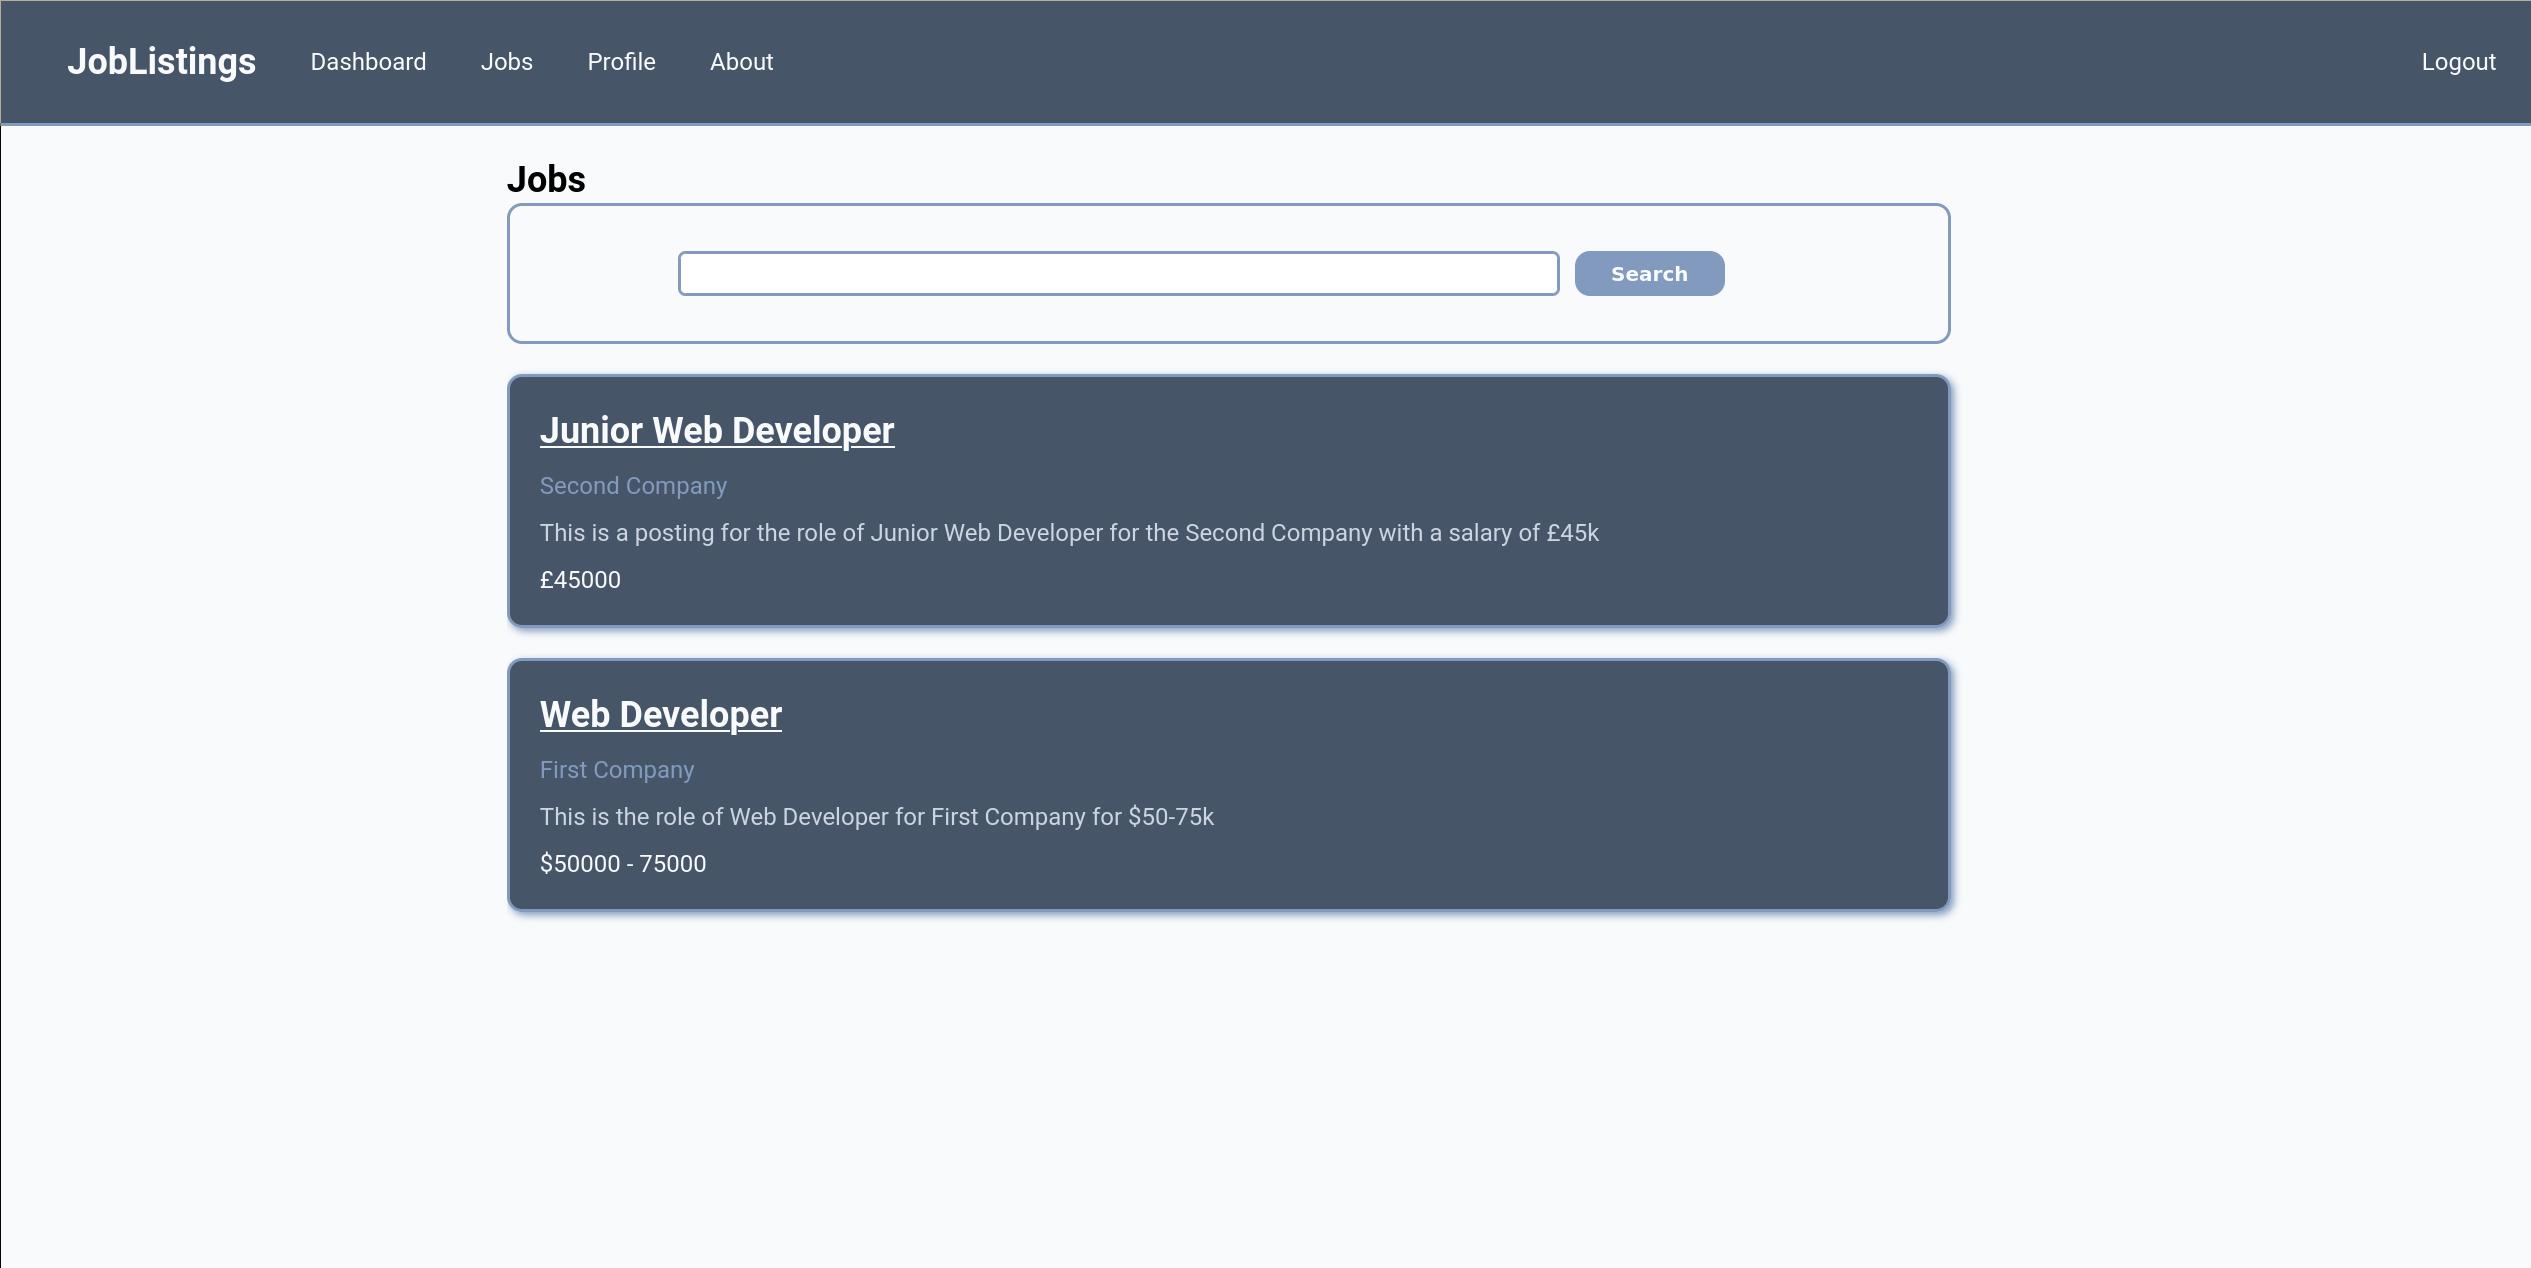 JobListings Dashboard Jobs Profile About Logout
Jobs
Search
Junior Web Developer
Second Company
This is a posting for the role of Junior Web Developer for the Second Company with a salary of £45k
£45000
Web Developer
First Company
This is the role of Web Developer for First Company for $50-75k
$50000 - 75000